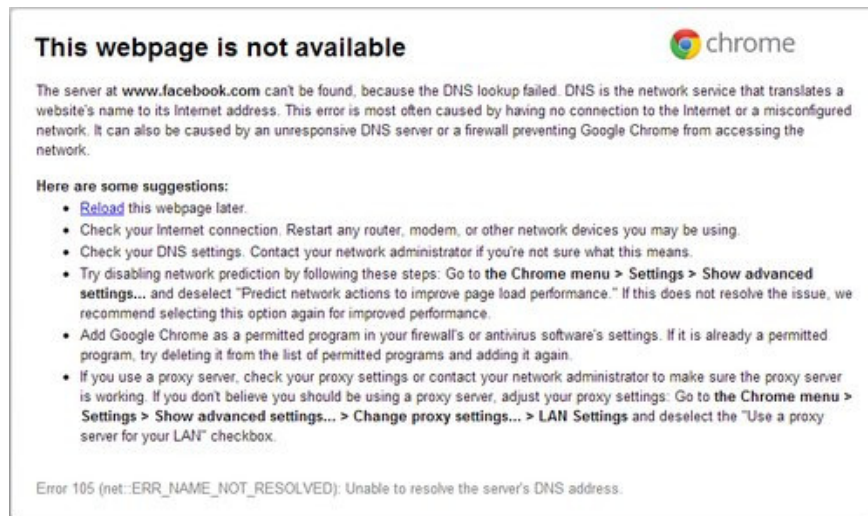 This webpage is not available
chrome
The server at www.facebook.com can't be found, because the DNS lookup failed. DNS is the network service that translates a
website's name to its Internet address. This error is most often caused by having no connection to the Internet or a misconfigured
network. It can also be caused by an unresponsive DNS server or a firewall preventing Google Chrome from accessing the
network.
Here are some suggestions:
• Reload this webpage later.
• Check your Internet connection. Restart any router, modem, or other network devices you may be using.
• Check your DNS settings. Contact your network administrator if you're not sure what this means.
• Try disabling network prediction by following these steps: Go to the Chrome menu > Settings > Show advanced
settings... and deselect "Predict network actions to improve page load performance." If this does not resolve the issue, we
recommend selecting this option again for improved performance.
• Add Google Chrome as a permitted program in your firewall's or antivirus software's settings. If it is already a permitted
program, try deleting it from the list of permitted programs and adding it again.
• If you use a proxy server, check your proxy settings or contact your network administrator to make sure the proxy server
is working. If you don't believe you should be using a proxy server, adjust your proxy settings: Go to the Chrome menu >
Settings > Show advanced settings... > Change proxy settings... > LAN Settings and deselect the "Use a proxy
server for your LAN" checkbox.
Error 105 (net::ERR_NAME_NOT_RESOLVED): Unable to resolve the server's DNS address.